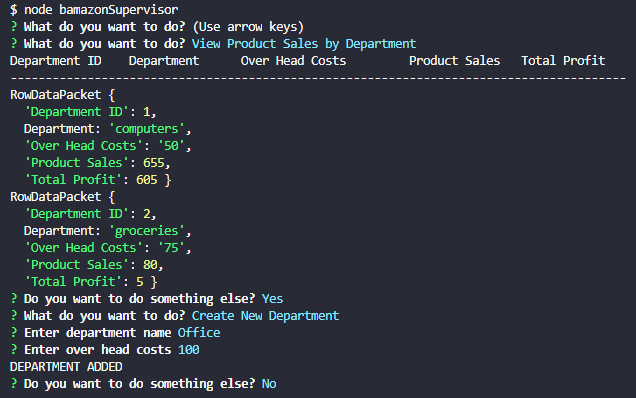 $ node bamazonSupervisor
? What do you want to do? (Use arrow keys)
? What do you want to do? View Product Sales by Department
Department ID    Department      Over Head Costs         Product Sales   Total Profit
----------------------------------------------------------------------------------------
RowDataPacket {
  'Department ID': 1,
  Department: 'computers',
  'Over Head Costs': '50',
  'Product Sales': 655,
  'Total Profit': 605 }
RowDataPacket {
  'Department ID': 2,
  Department: 'groceries',
  'Over Head Costs': '75',
  'Product Sales': 80,
  'Total Profit': 5 }
? Do you want to do something else? Yes
? What do you want to do? Create New Department
? Enter department name Office
? Enter over head costs 100
DEPARTMENT ADDED
? Do you want to do something else? No